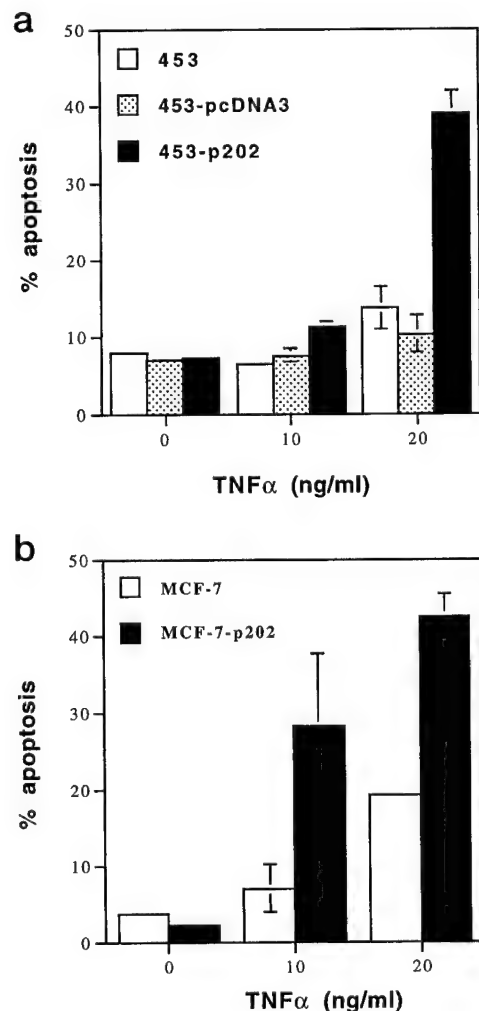 a
50
40
30
20
10
0
% apoptosis
453
453-pcDNA3
453-p202
0 10 20
TNFα (ng/ml)
b
50
40
30
20
10
0
% apoptosis
MCF-7
MCF-7-p202
0 10 20
TNFα (ng/ml)